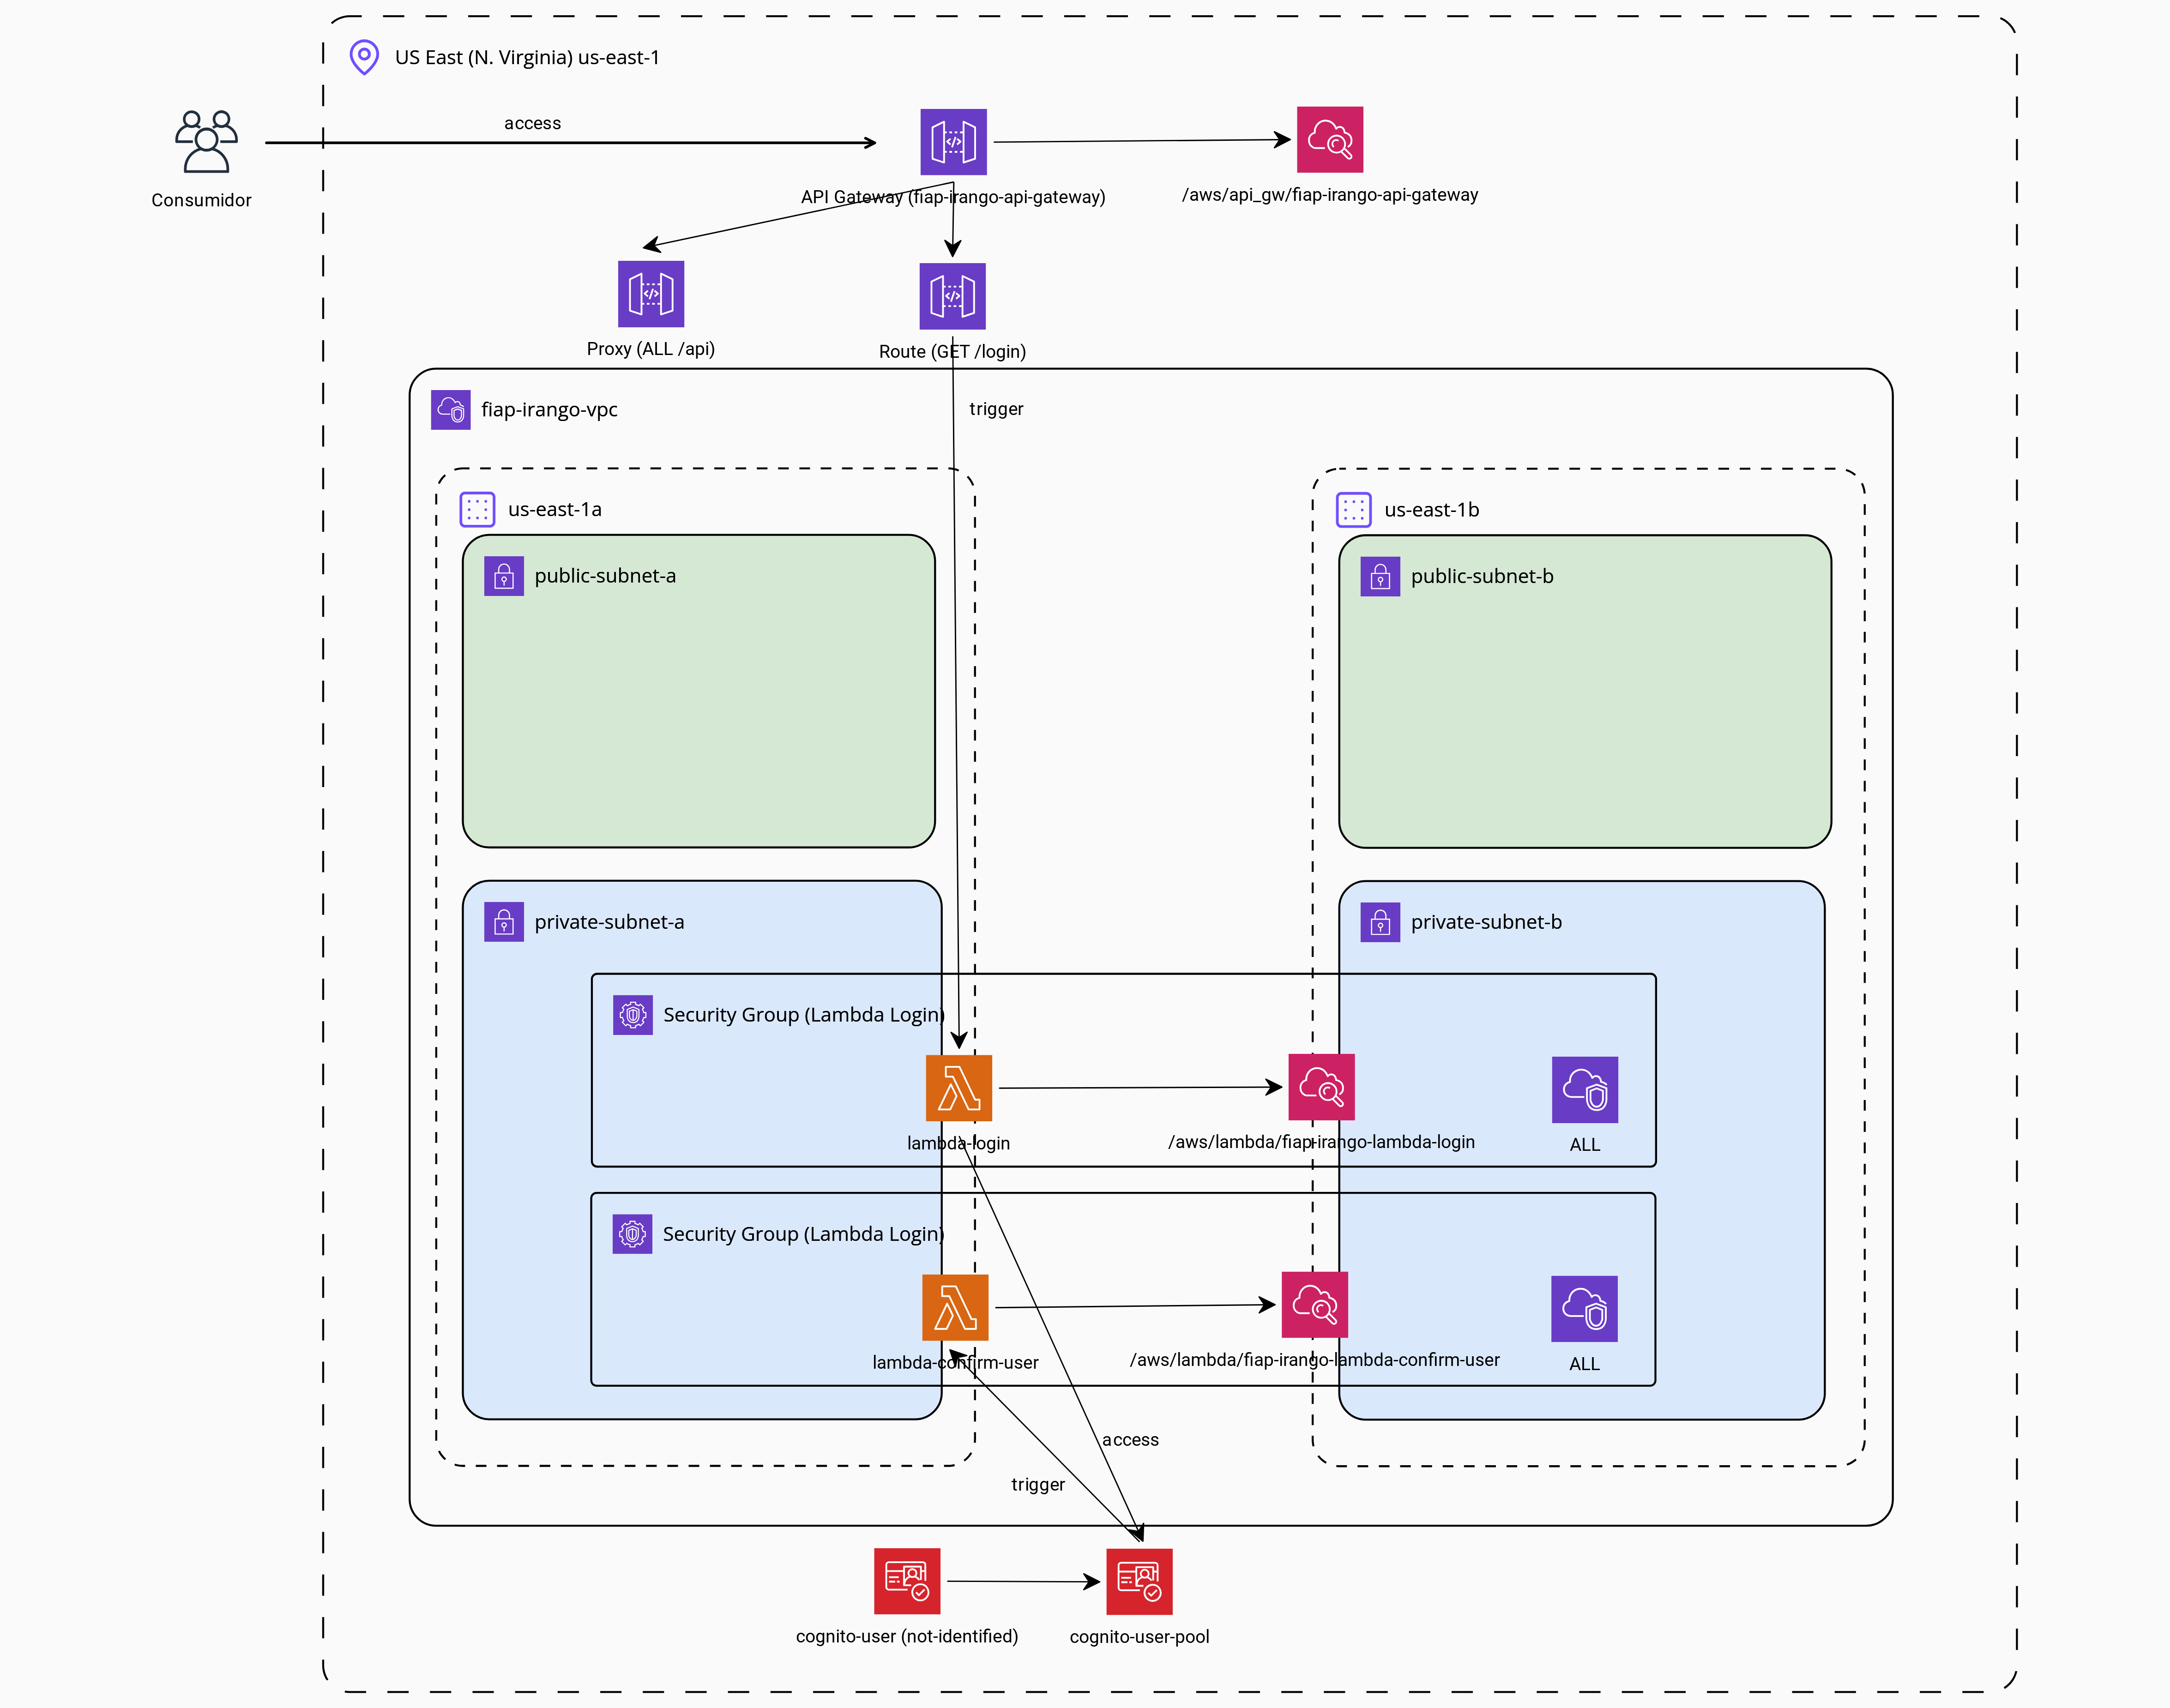 US East (N. Virginia) us-east-1
access
Consumidor
API Gateway (fiap-irango-api-gateway)
/aws/api_gw/fiap-irango-api-gateway
Proxy (ALL /api)
Route (GET /login)
fiap-irango-vpc
trigger
us-east-1a
us-east-1b
public-subnet-a
public-subnet-b
private-subnet-a
private-subnet-b
Security Group (Lambda Login)
lambda-login
/aws/lambda/fiap-irango-lambda-login
ALL
Security Group (Lambda Login)
lambda-confirm-user
/aws/lambda/fiap-irango-lambda-confirm-user
ALL
access
trigger
cognito-user (not-identified)
cognito-user-pool